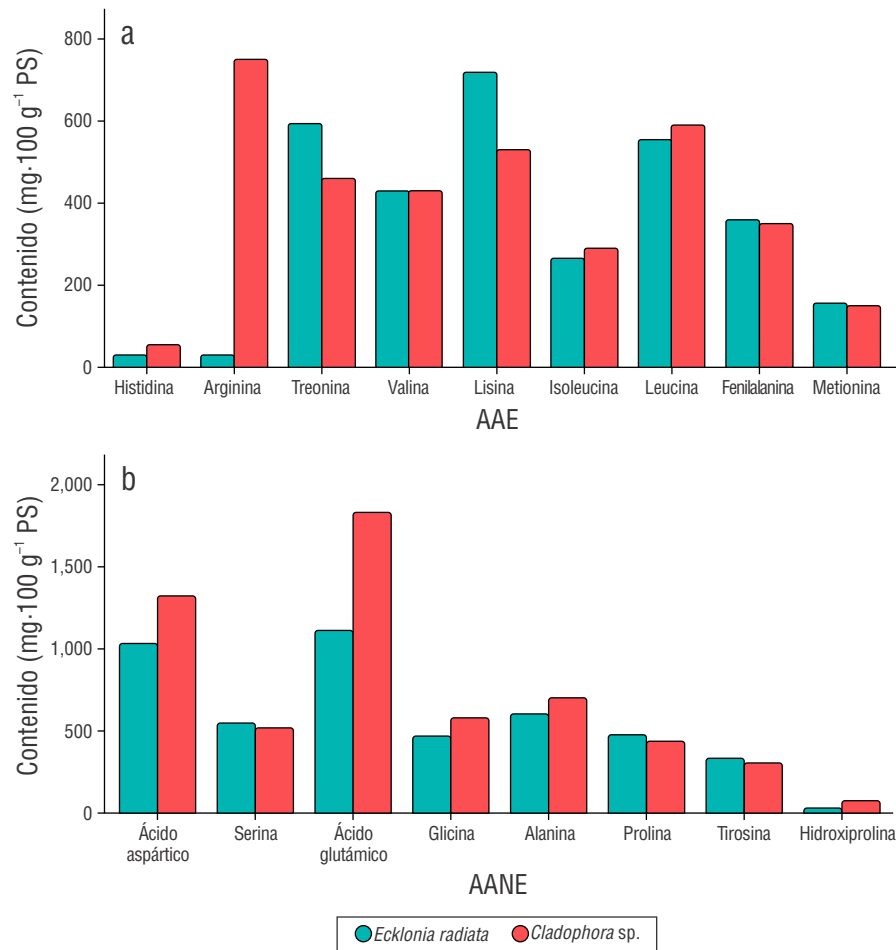 a
Contenido (mg·100 g⁻¹ PS)
800
600
400
200
0
Histidina Arginina Treonina Valina Lisina Isoleucina Leucina Fenilalanina Metionina
AAE
b
Contenido (mg·100 g⁻¹ PS)
2,000
1,500
1,000
500
0
Ácido aspártico Serina Ácido glutámico Glicina Alanina Prolina Tirosina Hidroxiprolina
AANE
Ecklonia radiata Cladophora sp.